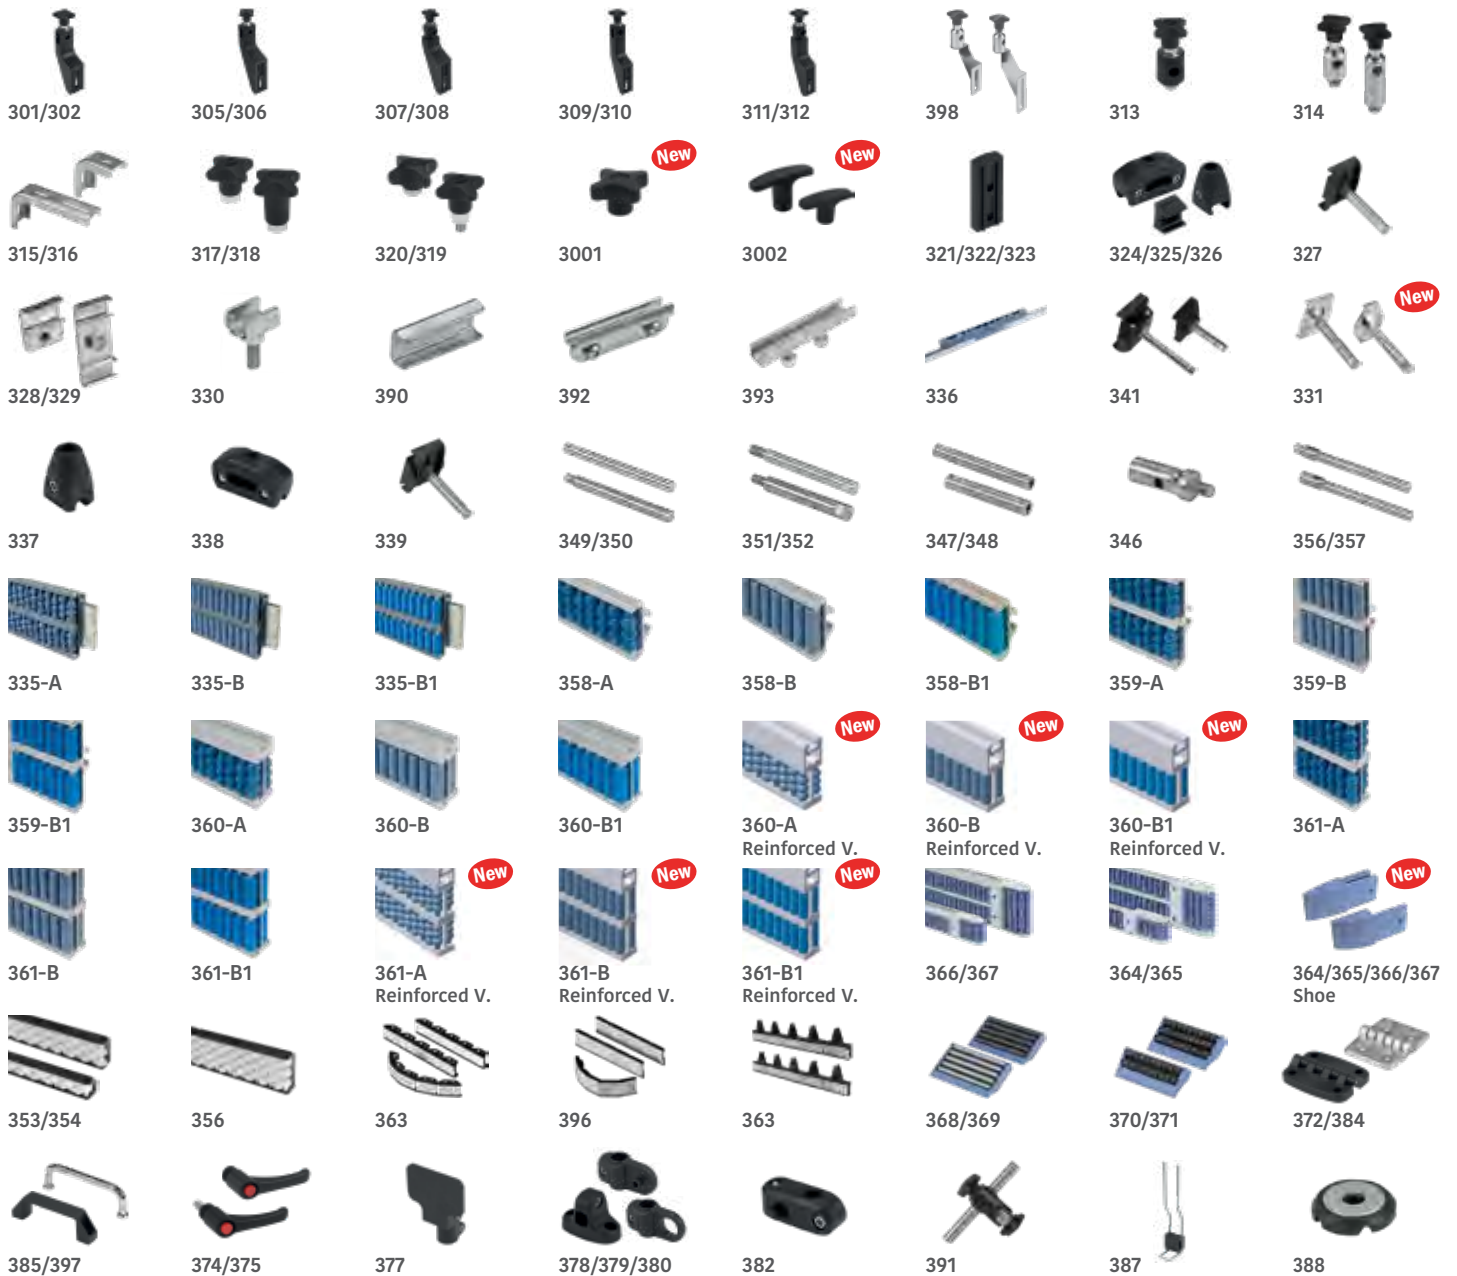 301/302
305/306
307/308
309/310
311/312
398
313
314
New
New
315/316
317/318
320/319
3001
3002
321/322/323
324/325/326
327
New
328/329
330
390
392
393
336
341
331
337
338
339
349/350
351/352
347/348
346
356/357
335-A
335-B
335-B1
358-A
358-B
358-B1
359-A
359-B
New
New
New
359-B1
360-A
360-B
360-B1
360-A
Reinforced V.
360-B
Reinforced V.
360-B1
Reinforced V.
361-A
New
New
New
New
361-B
361-B1
361-A
Reinforced V.
361-B
Reinforced V.
361-B1
Reinforced V.
366/367
364/365
364/365/366/367
Shoe
353/354
356
363
396
363
368/369
370/371
372/384
385/397
374/375
377
378/379/380
382
391
387
388